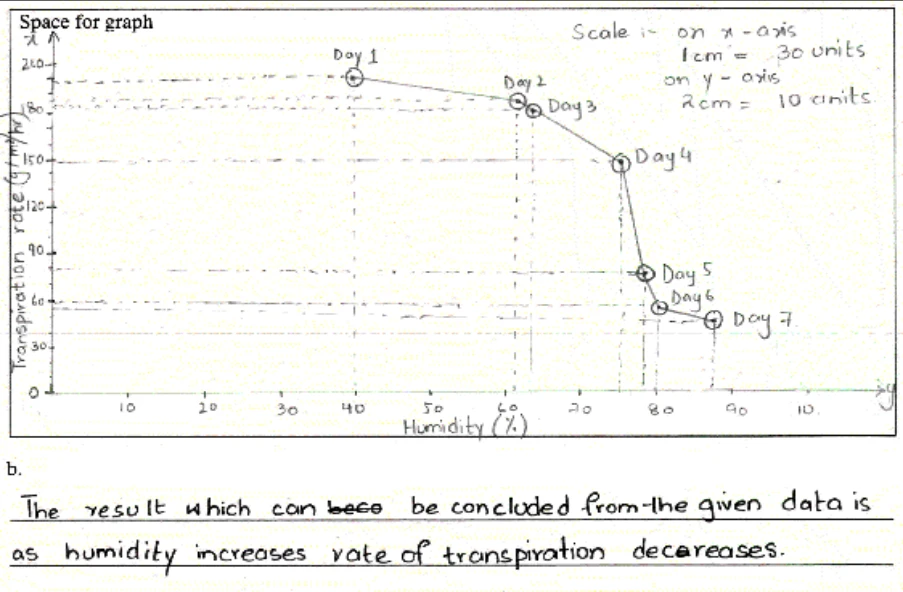 Space for graph
Scale :- on x-axis
1cm = 30 units
on y-axis
2cm = 10 units
x
210
180
150
120
90
60
30
0
Transpiration rate (g/m²/hr)
Day 1
Day 2
Day 3
Day 4
Day 5
Day 6
Day 7
10 20 30 40 50 60 70 80 90 10.
y
Humidity (%)
b.
The result which can beco be concluded from the given data is
as humidity increases rate of transpiration decereases.